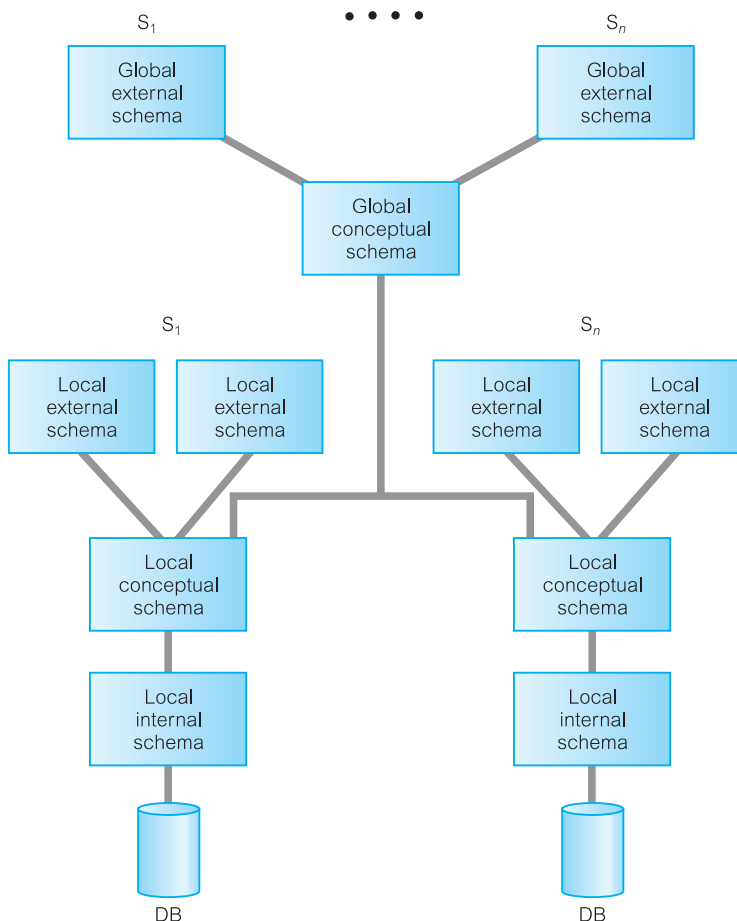 S1
• • • •
Sn
Global
external
schema
Global
external
schema
Global
conceptual
schema
S1
Sn
Local
external
schema
Local
external
schema
Local
external
schema
Local
external
schema
Local
conceptual
schema
Local
conceptual
schema
Local
internal
schema
Local
internal
schema
DB
DB